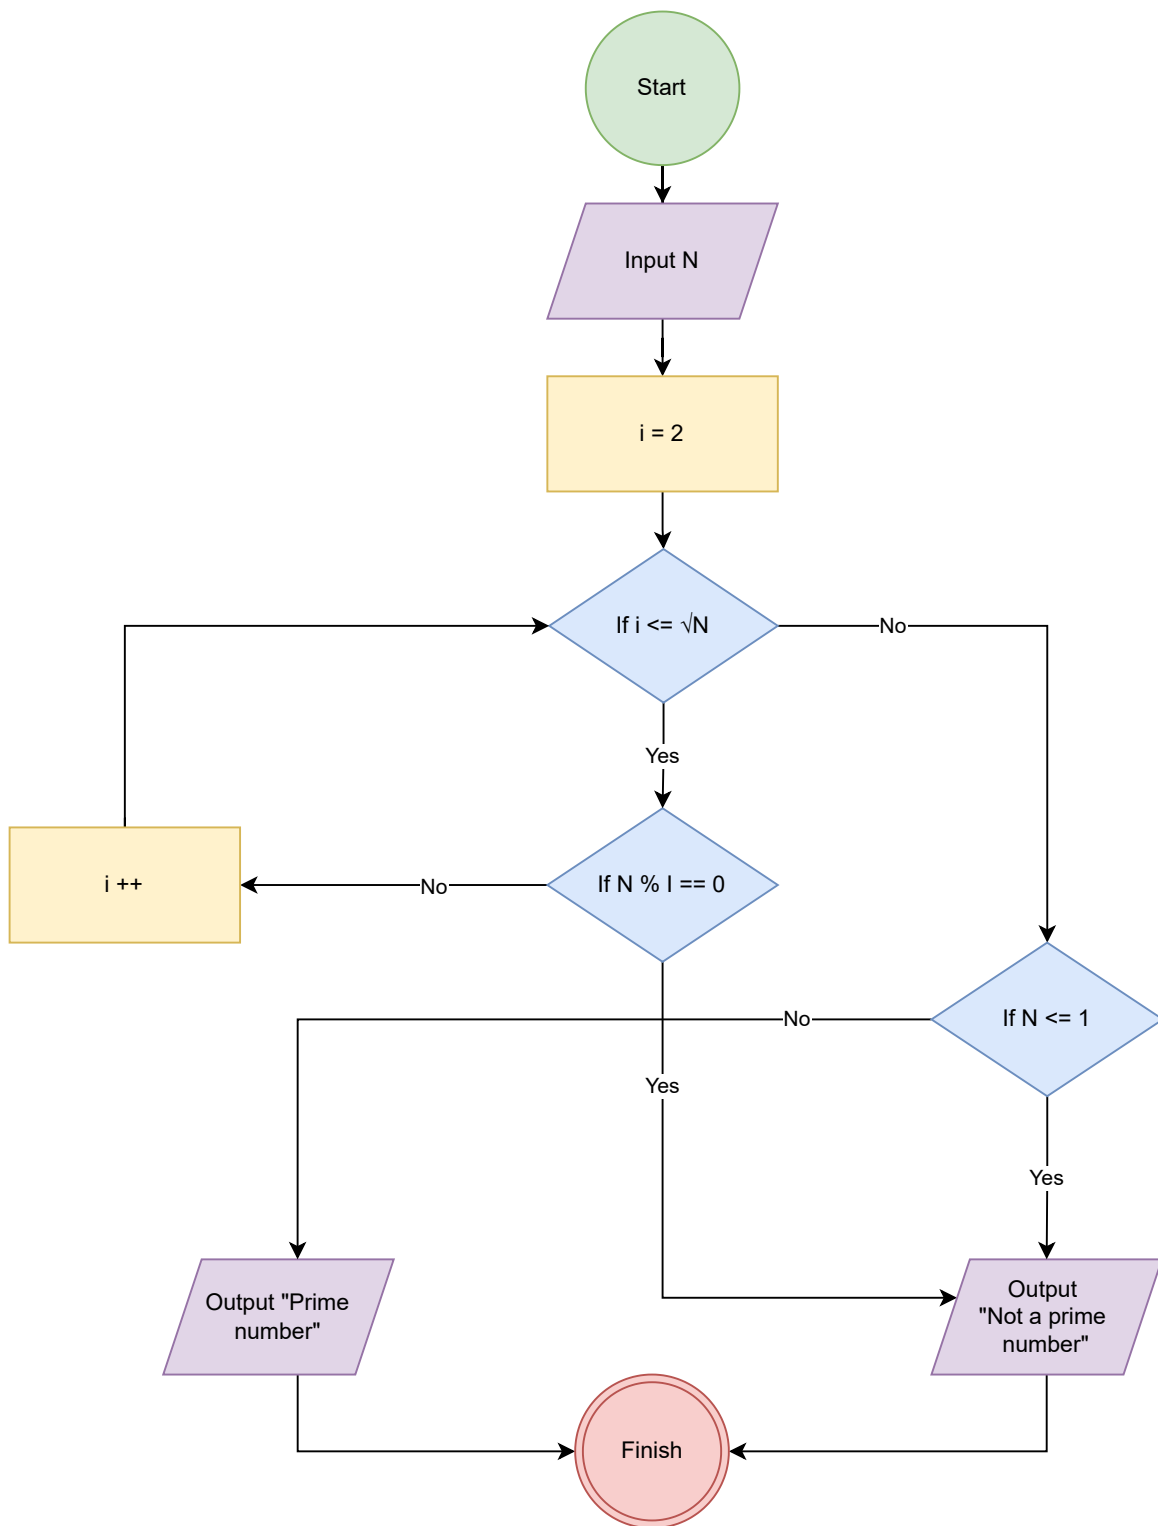 Start
Input N
i = 2
If i <= √N
No
Yes
i ++
No
If N % I == 0
No
If N <= 1
Yes
Yes
Output "Prime
number"
Output
"Not a prime
number"
Finish